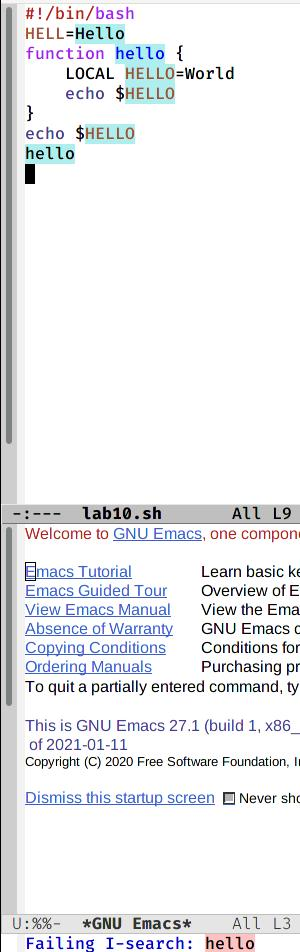 #!/bin/bash
HELL=Hello
function hello {
LOCAL HELLO=World
echo $HELLO
}
echo $HELLO
hello
-:--- lab10.sh All L9
Welcome to GNU Emacs, one compon
Emacs Tutorial Learn basic ke
Emacs Guided Tour Overview of E
View Emacs Manual View the Ema
Absence of Warranty GNU Emacs c
Copying Conditions Conditions for
Ordering Manuals Purchasing pr
To quit a partially entered command, ty
This is GNU Emacs 27.1 (build 1, x86_
of 2021-01-11
Copyright (C) 2020 Free Software Foundation, I
Dismiss this startup screen Never sho
U:%%- *GNU Emacs* All L3
Failing I-search: hello